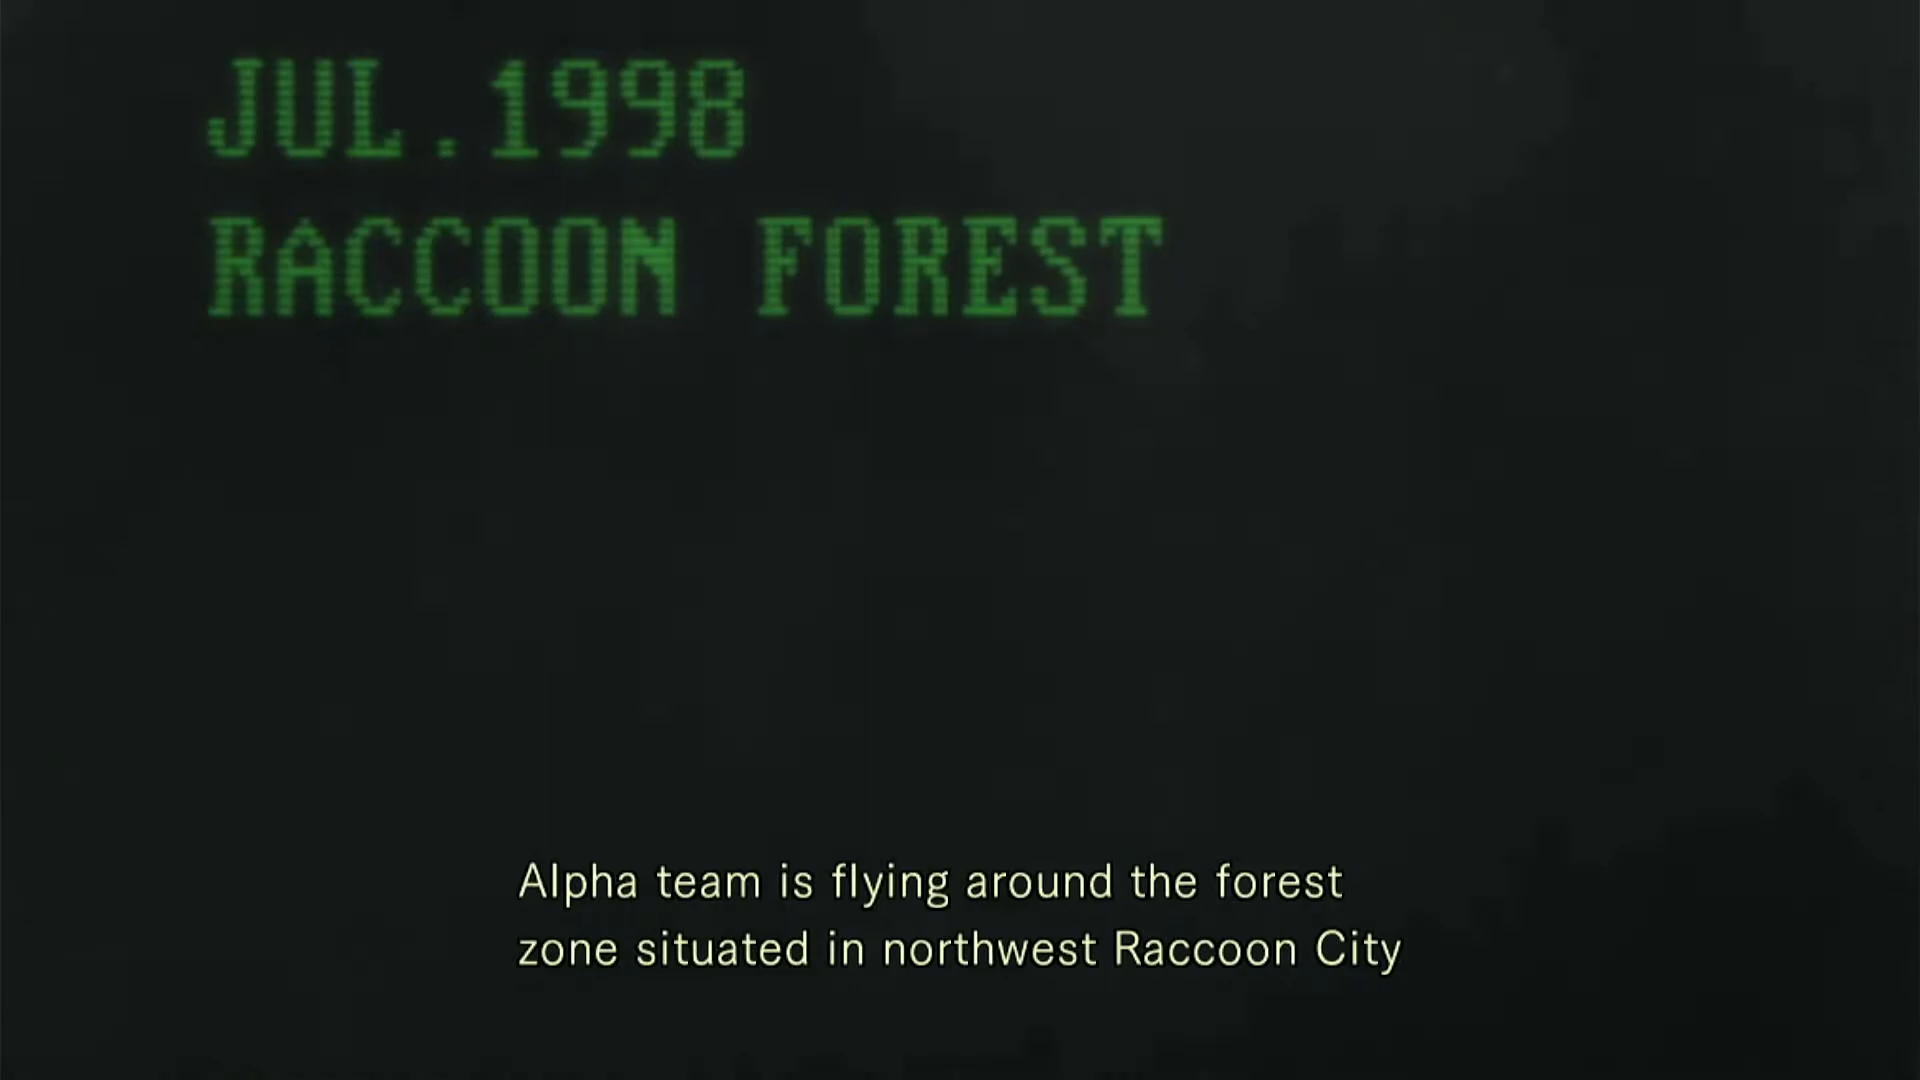 JUL.1998
RACCOON FOREST
Alpha team is flying around the forest
zone situated in northwest Raccoon City